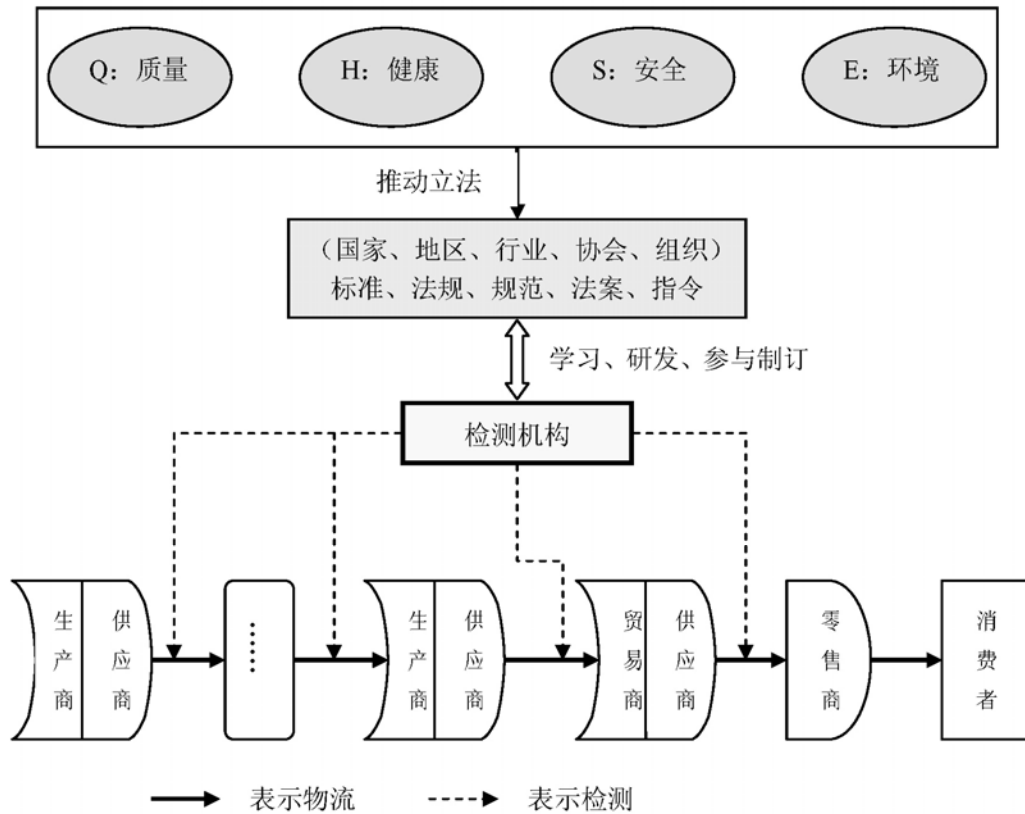 Q：质量
H：健康
S：安全
E：环境
推动立法
（国家、地区、行业、协会、组织）
标准、法规、规范、法案、指令
学习、研发、参与制订
检测机构
生产商
供应商
……
生产商
供应商
贸易商
供应商
零售商
消费者
表示物流
表示检测